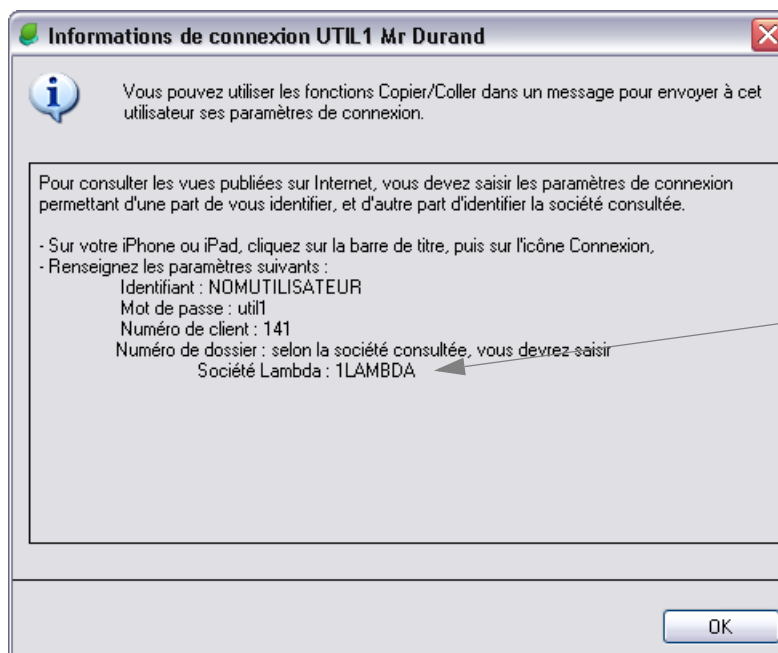 Informations de connexion UTIL1 Mr Durand
Vous pouvez utiliser les fonctions Copier/Coller dans un message pour envoyer à cet
utilisateur ses paramètres de connexion.
Pour consulter les vues publiées sur Internet, vous devez saisir les paramètres de connexion
permettant d'une part de vous identifier, et d'autre part d'identifier la société consultée.
- Sur votre iPhone ou iPad, cliquez sur la barre de titre, puis sur l'icône Connexion,
- Renseignez les paramètres suivants :
Identifiant : NOMUTILISATEUR
Mot de passe : util1
Numéro de client : 141
Numéro de dossier : selon la société consultée, vous devrez saisir
Société Lambda : 1LAMBDA
OK